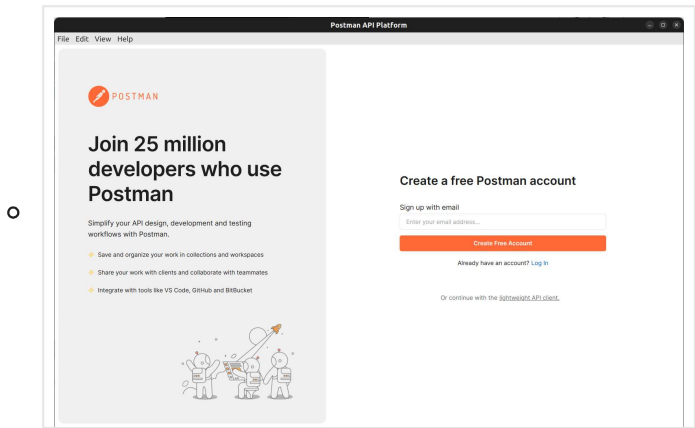 Postman API Platform
File Edit View Help
POSTMAN
Join 25 million
developers who use
Postman
Simplify your API design, development and testing
workflows with Postman.
Save and organize your work in collections and workspaces
Share your work with clients and collaborate with teammates
Integrate with tools like VS Code, GitHub and BitBucket
Create a free Postman account
Sign up with email
Enter your email address...
Create Free Account
Already have an account? Log In
Or continue with the lightweight API client.